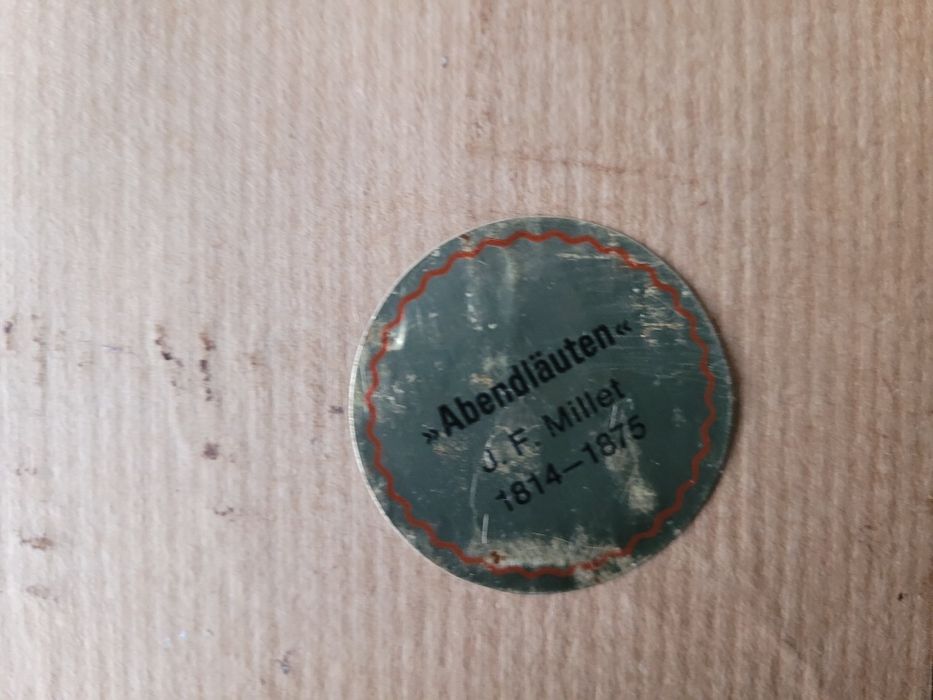 »Abendläuten«
J. F. Millet
1814–1875